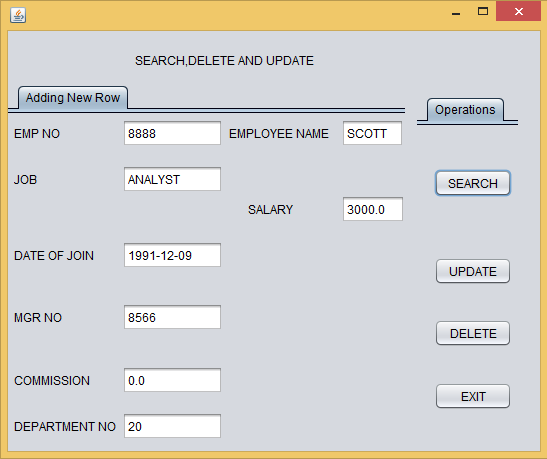 SEARCH,DELETE AND UPDATE
Adding New Row
Operations
EMP NO 8888 EMPLOYEE NAME SCOTT
JOB ANALYST
SEARCH
SALARY 3000.0
DATE OF JOIN 1991-12-09
UPDATE
MGR NO 8566
DELETE
COMMISSION 0.0
EXIT
DEPARTMENT NO 20